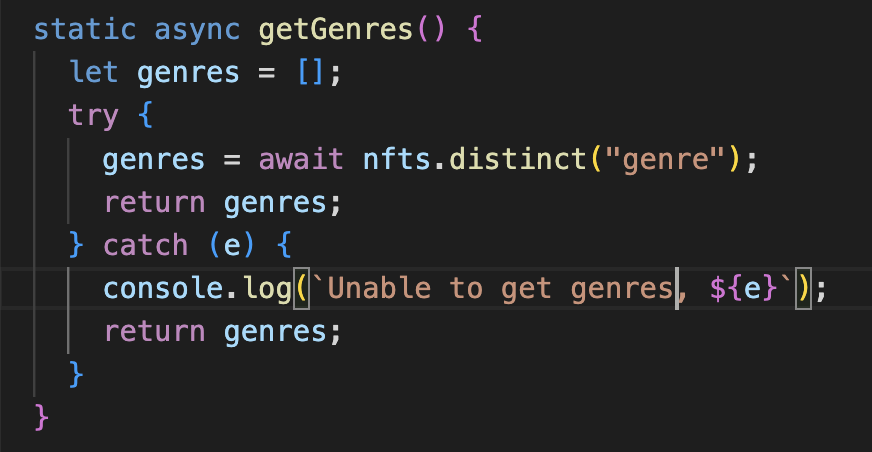 static async getGenres() {
let genres = [];
try {
genres = await nfts.distinct("genre");
return genres;
} catch (e) {
console.log(`Unable to get genres, ${e}`);
return genres;
}
}